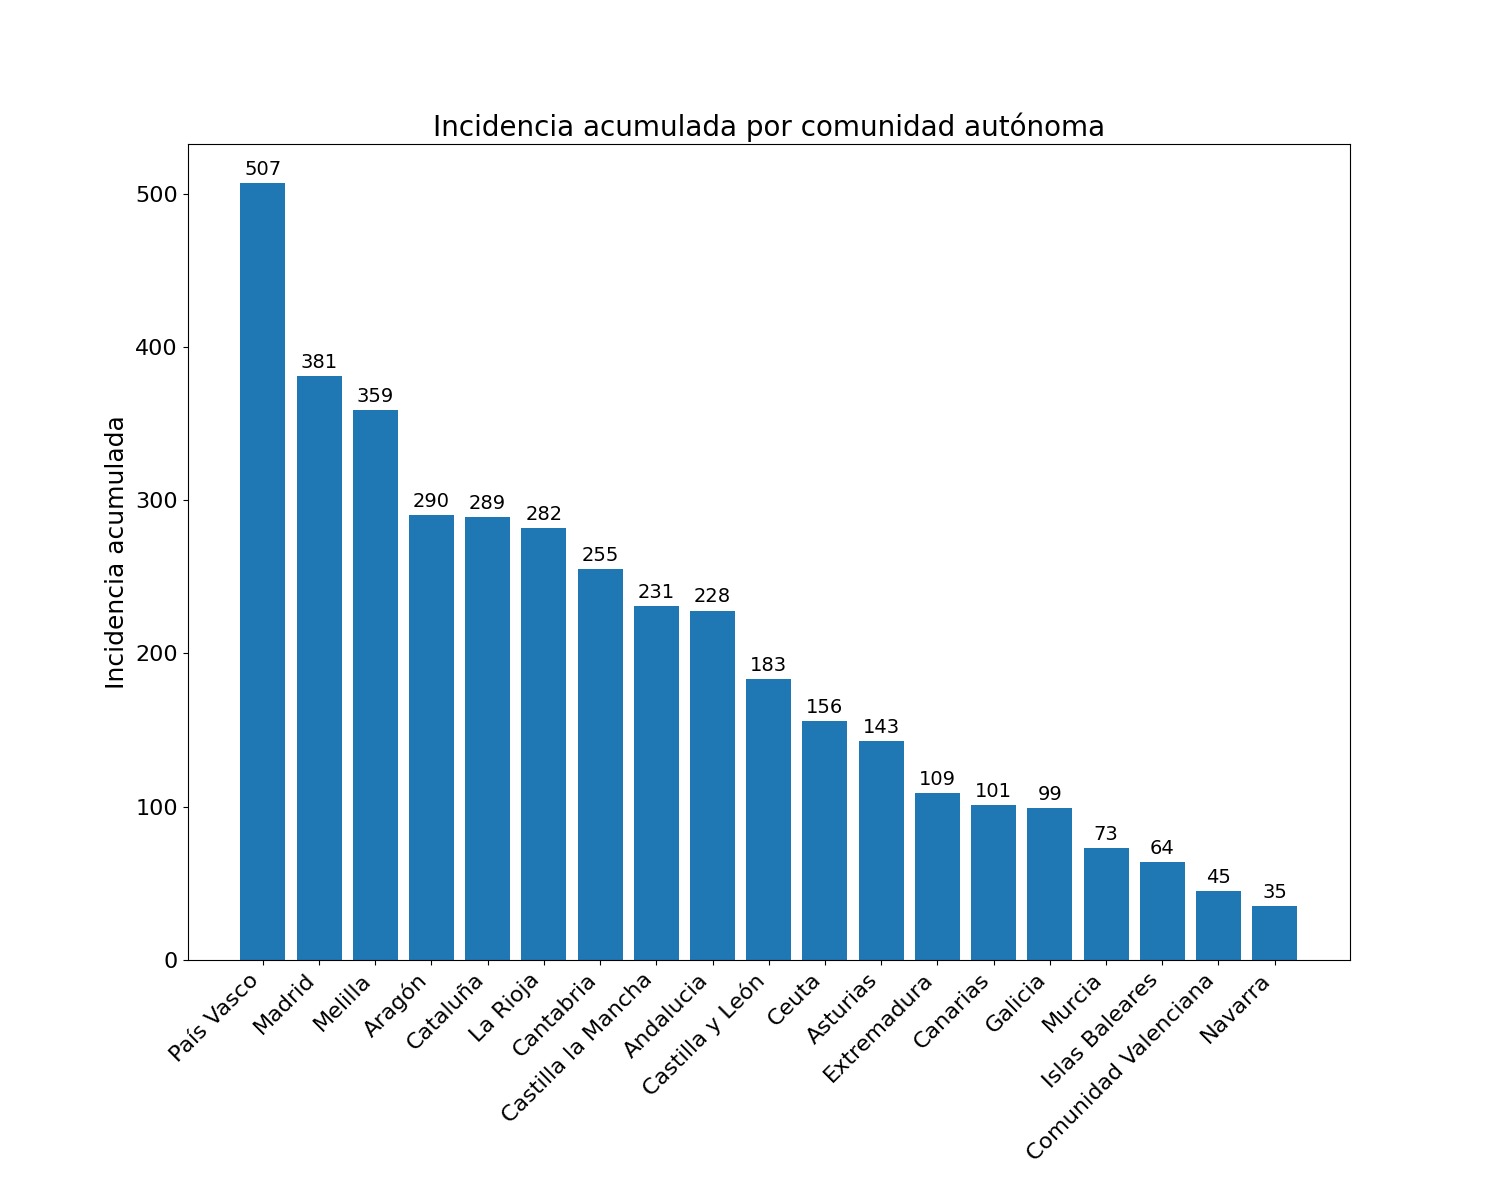 Incidencia acumulada por comunidad autónoma
Incidencia acumulada
500
400
300
200
100
0
507
381
359
290
289
282
255
231
228
183
156
143
109
101
99
73
64
45
35
País Vasco
Madrid
Melilla
Aragón
Cataluña
La Rioja
Cantabria
Castilla la Mancha
Andalucia
Castilla y León
Ceuta
Asturias
Extremadura
Canarias
Galicia
Murcia
Islas Baleares
Comunidad Valenciana
Navarra